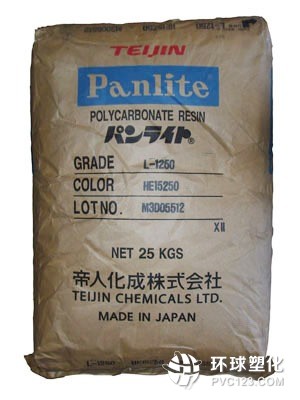 TEIJIN
Panlite®
POLYCARBONATE RESIN
パンライト®
GRADE L-1250
COLOR HE15250
LOT NO. M3D05512
XII
NET 25 KGS
帝人化成株式会社
TEIJIN CHEMICALS LTD.
MADE IN JAPAN
环球塑化
PVC123.com